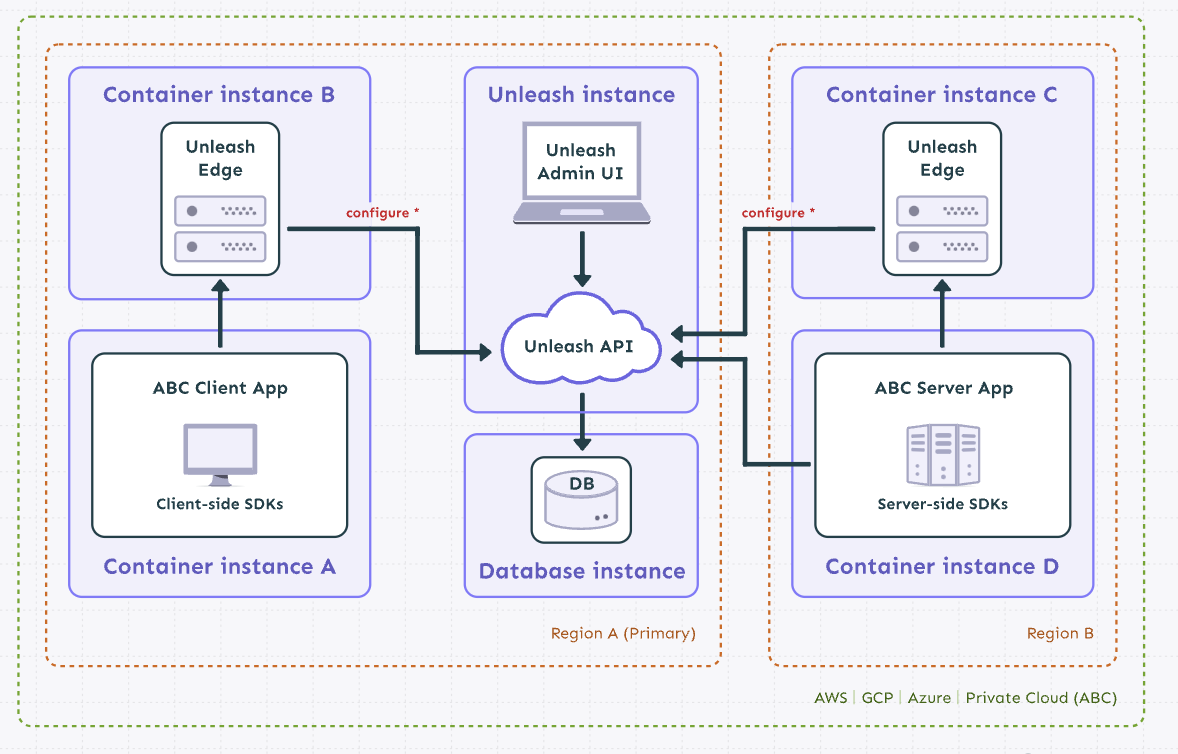 Container instance B
Unleash
Edge
configure *
ABC Client App
Client-side SDKs
Container instance A
Unleash instance
Unleash
Admin UI
Unleash API
DB
Database instance
Region A (Primary)
Container instance C
Unleash
Edge
configure *
ABC Server App
Server-side SDKs
Container instance D
Region B
AWS | GCP | Azure | Private Cloud (ABC)